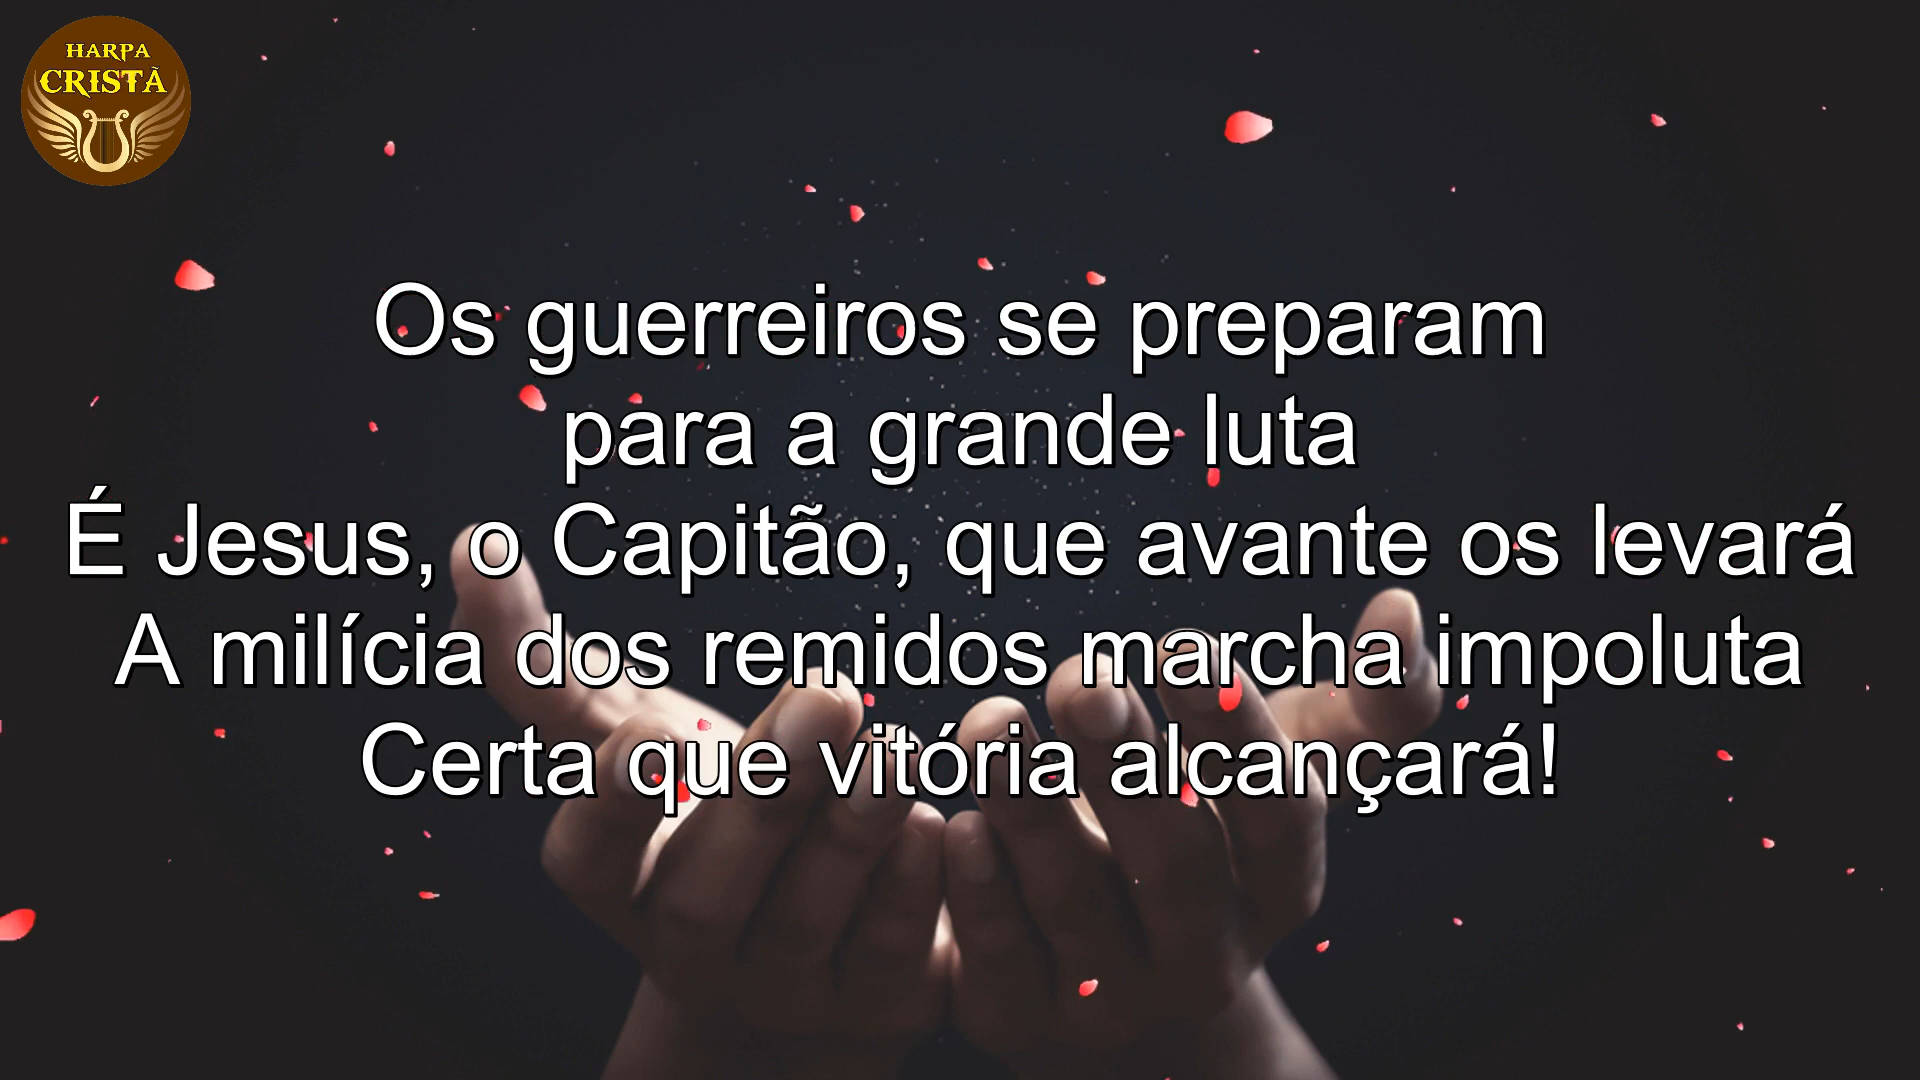 HARPA
CRISTÃ
Os guerreiros se preparam
para a grande luta
É Jesus, o Capitão, que avante os levará
A milícia dos remidos marcha impoluta
Certa que vitória alcançará!